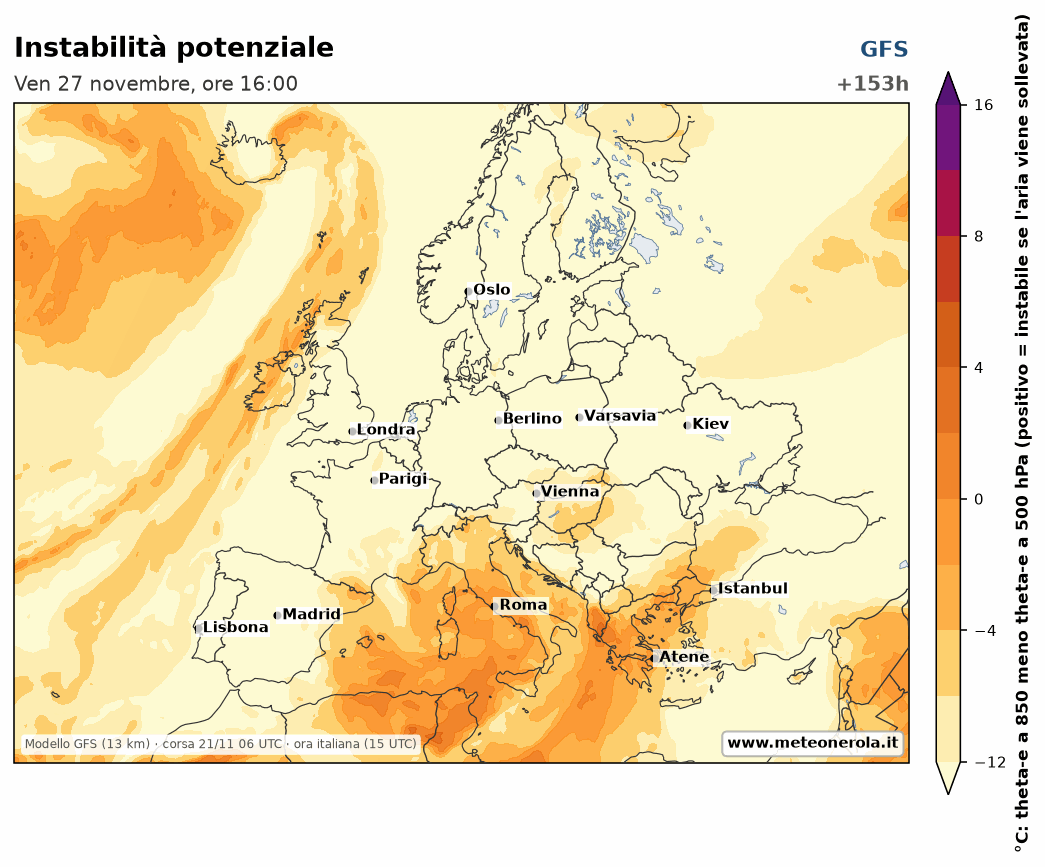 Instabilità potenziale
GFS
Ven 27 novembre, ore 16:00
+153h
16
8
4
0
−4
−12
°C: theta-e a 850 meno theta-e a 500 hPa (positivo = instabile se l'aria viene sollevata)
Oslo
Berlino
Varsavia
Kiev
Londra
Parigi
Vienna
Istanbul
Roma
Madrid
Lisbona
Atene
Modello GFS (13 km) · corsa 21/11 06 UTC · ora italiana (15 UTC)
www.meteonerola.it